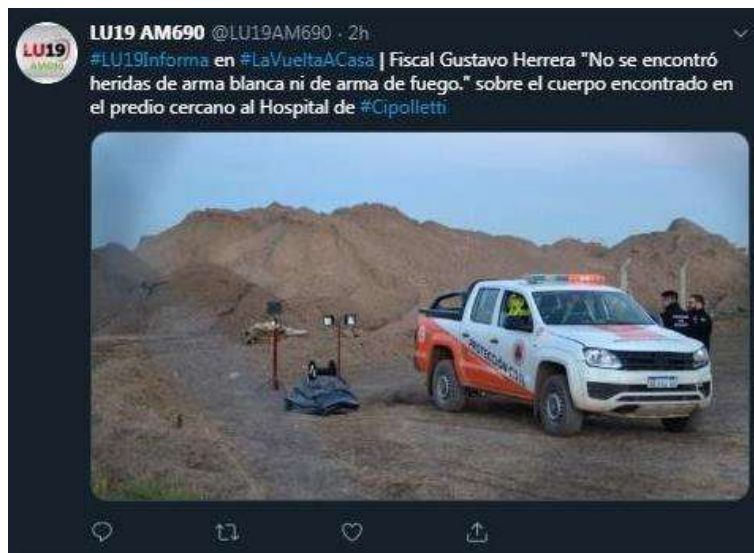 LU19 AM690 @LU19AM690 · 2h
LU19
AM690
#LU19Informa en #LaVueltaACasa | Fiscal Gustavo Herrera "No se encontró
heridas de arma blanca ni de arma de fuego." sobre el cuerpo encontrado en
el predio cercano al Hospital de #Cipolletti
PROTECCIÓN CIVIL